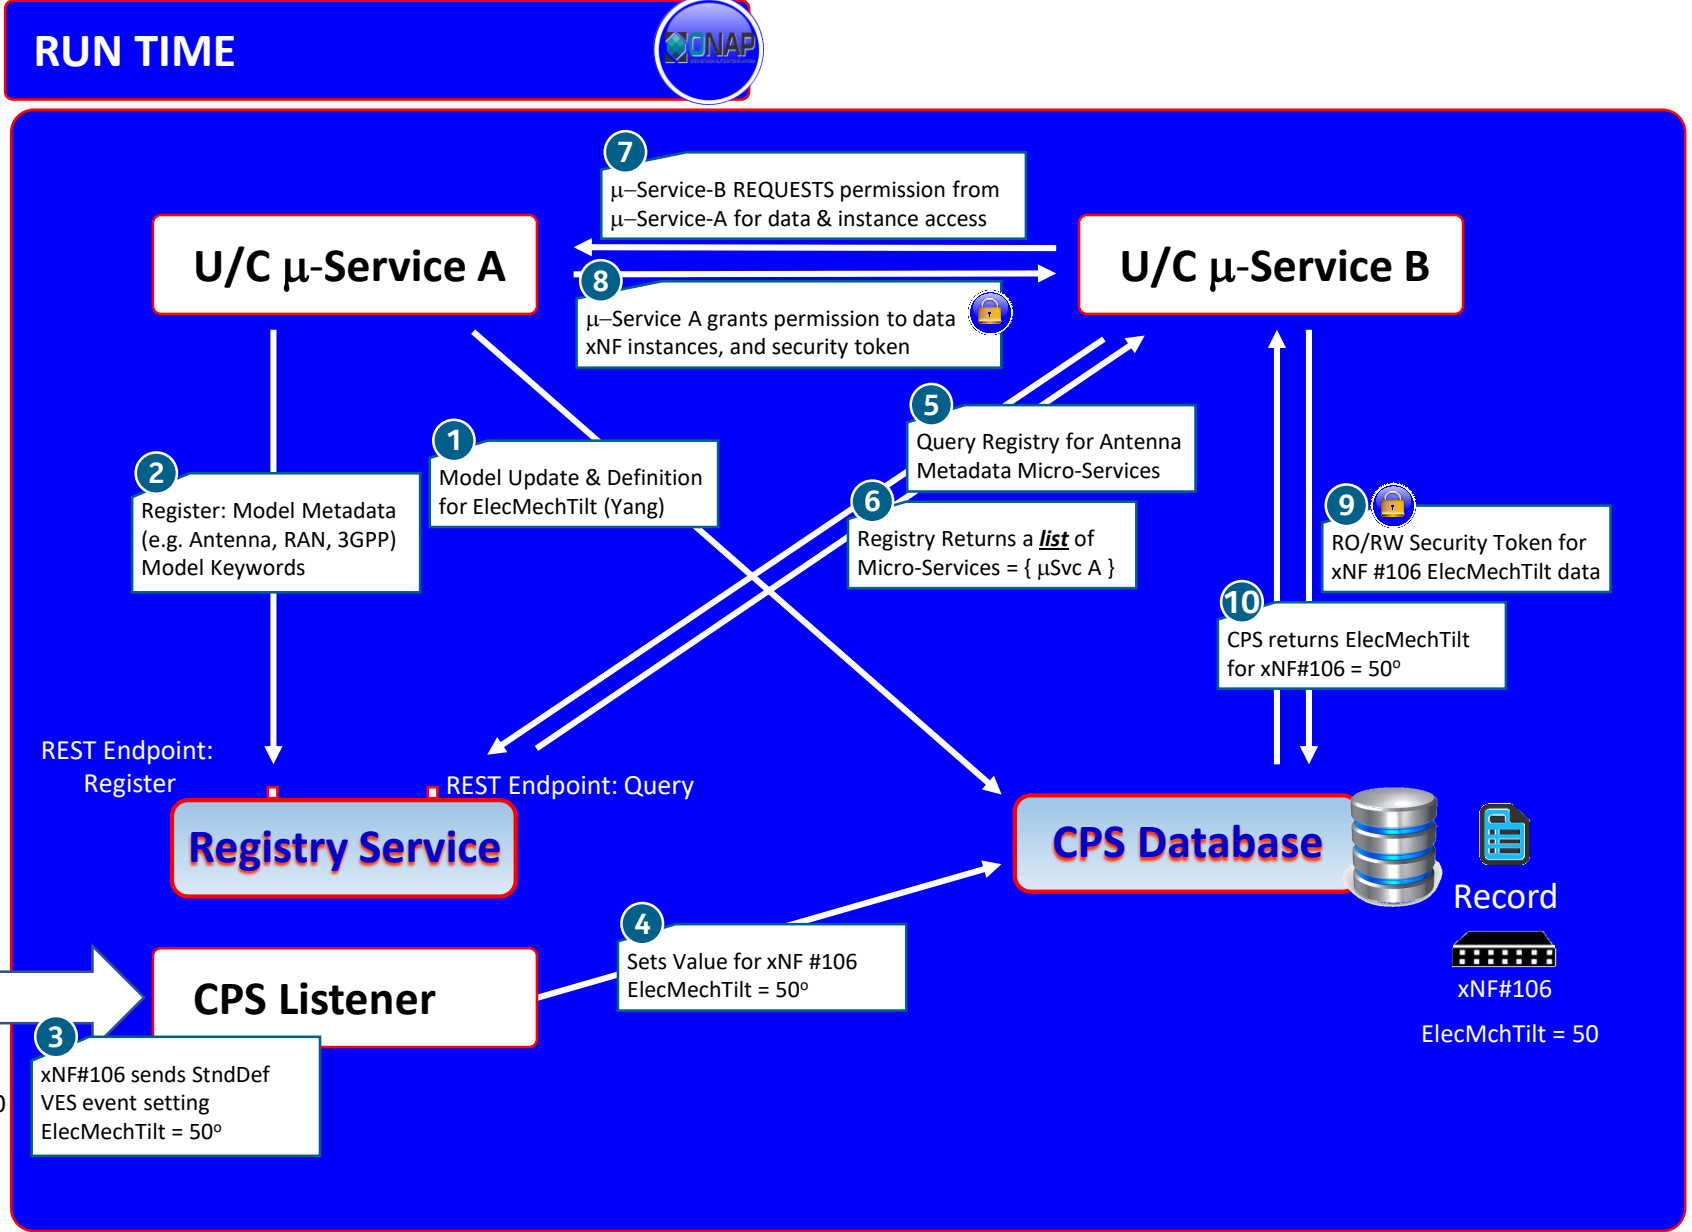 RUN TIME
ONAP
7
μ–Service-B REQUESTS permission from
μ–Service-A for data & instance access
U/C μ-Service A
U/C μ-Service B
8
μ–Service A grants permission to data
xNF instances, and security token
5
Query Registry for Antenna
Metadata Micro-Services
1
Model Update & Definition
for ElecMechTilt (Yang)
2
Register: Model Metadata
(e.g. Antenna, RAN, 3GPP)
Model Keywords
6
Registry Returns a list of
Micro-Services = { μSvc A }
9
RO/RW Security Token for
xNF #106 ElecMechTilt data
10
CPS returns ElecMechTilt
for xNF#106 = 50º
REST Endpoint:
Register
REST Endpoint: Query
Registry Service
CPS Database
Record
4
Sets Value for xNF #106
ElecMechTilt = 50º
CPS Listener
xNF#106
ElecMchTilt = 50
3
xNF#106 sends StndDef
VES event setting
ElecMechTilt = 50º